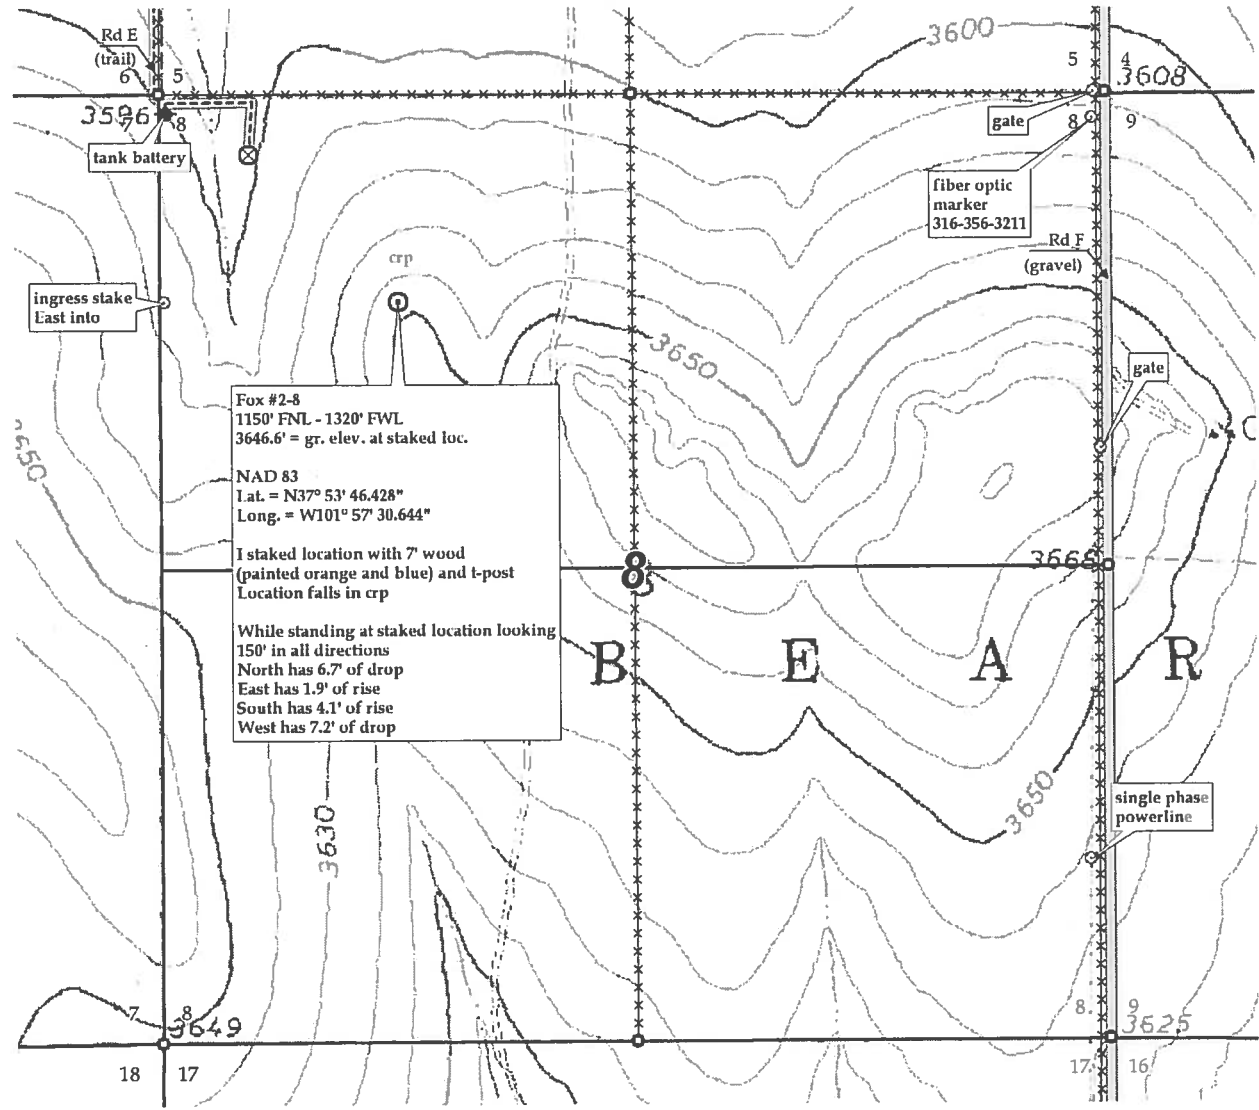 Rd E
(trail)
6 5
3600
5 4
3608
3596
7 8
tank battery
gate
8 9
fiber optic
marker
316-356-3211
Rd F
(gravel)
crp
ingress stake
East into
3650
gate
3650
Fox #2-8
1150' FNL - 1320' FWL
3646.6' = gr. elev. at staked loc.
NAD 83
Lat. = N37° 53' 46.428"
Long. = W101° 57' 30.644"
I staked location with 7' wood
(painted orange and blue) and t-post
Location falls in crp
While standing at staked location looking
150' in all directions
North has 6.7' of drop
East has 1.9' of rise
South has 4.1' of rise
West has 7.2' of drop
8
B E A R
3630
3650
single phase
powerline
7 8
3649
8 9
3625
18 17
17 16